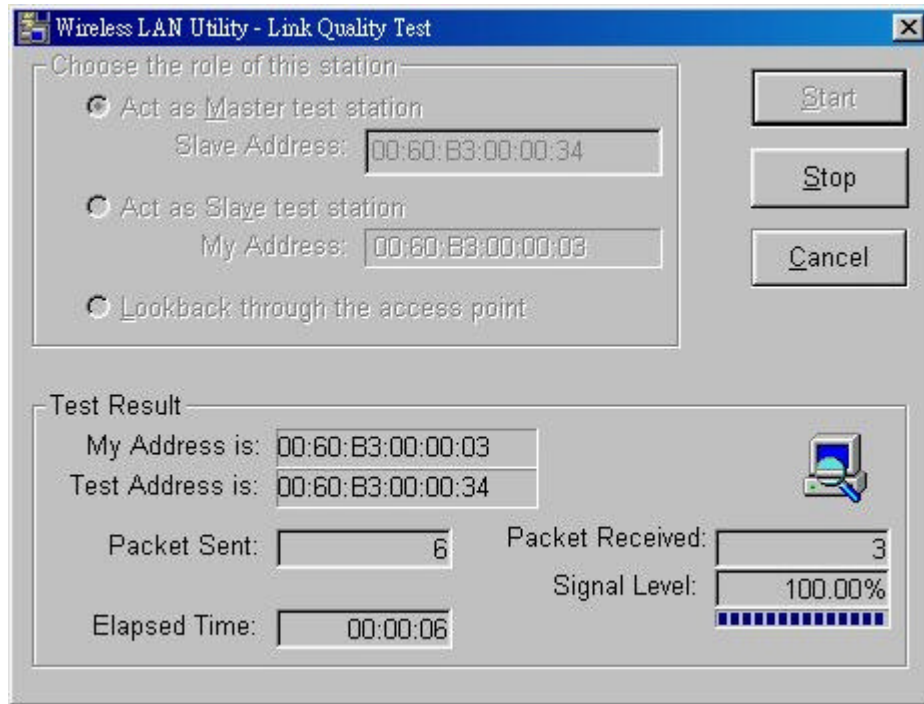 Wireless LAN Utility - Link Quality Test
Choose the role of this station
Act as Master test station
Slave Address: 00:60:B3:00:00:34
Act as Slave test station
My Address: 00:60:B3:00:00:03
Lookback through the access point
Start
Stop
Cancel
Test Result
My Address is: 00:60:B3:00:00:03
Test Address is: 00:60:B3:00:00:34
Packet Sent: 6
Packet Received: 3
Signal Level: 100.00%
Elapsed Time: 00:00:06